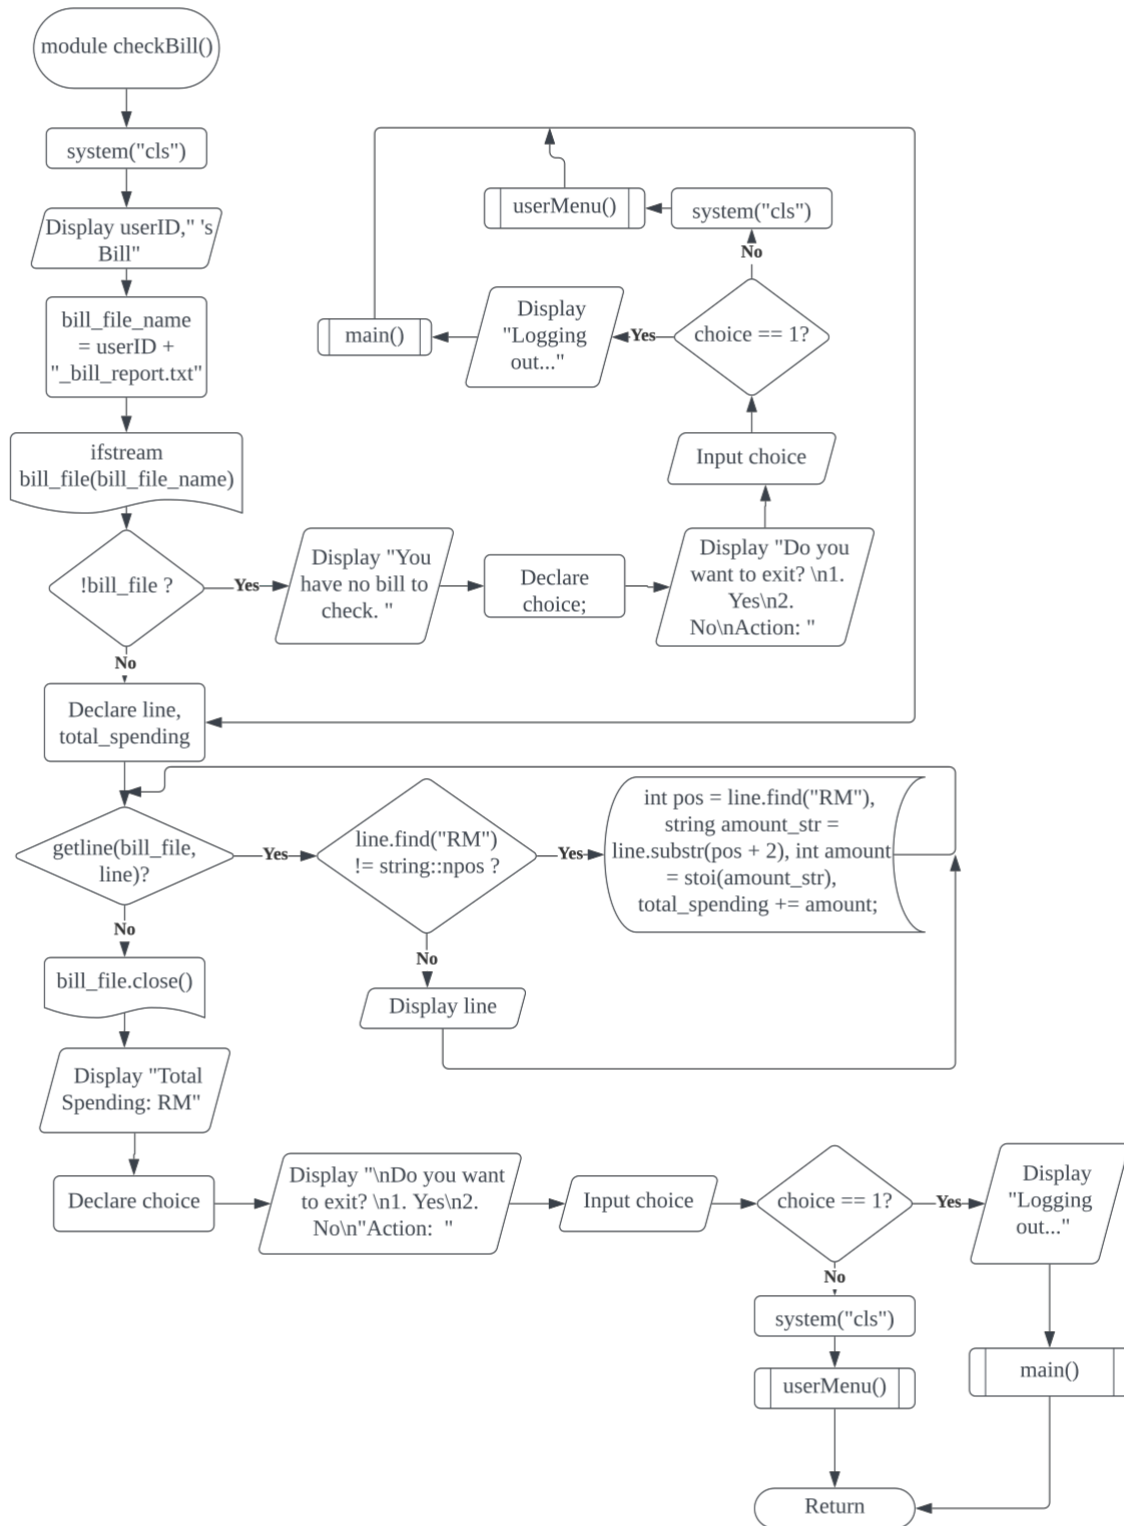 module checkBill()
system("cls")
Display userID," 's
Bill"
bill_file_name
= userID +
"_bill_report.txt"
ifstream
bill_file(bill_file_name)
!bill_file ?
Yes
Display "You
have no bill to
check. "
Declare
choice;
Display "Do you
want to exit? \n1.
Yes\n2.
No\nAction: "
Input choice
choice == 1?
Yes
Display
"Logging
out..."
main()
No
system("cls")
userMenu()
No
Declare line,
total_spending
getline(bill_file,
line)?
Yes
line.find("RM")
!= string::npos ?
Yes
int pos = line.find("RM"),
string amount_str =
line.substr(pos + 2), int amount
= stoi(amount_str),
total_spending += amount;
No
Display line
No
bill_file.close()
Display "Total
Spending: RM"
Declare choice
Display "\nDo you want
to exit? \n1. Yes\n2.
No\n"Action:  "
Input choice
choice == 1?
Yes
Display
"Logging
out..."
main()
No
system("cls")
userMenu()
Return